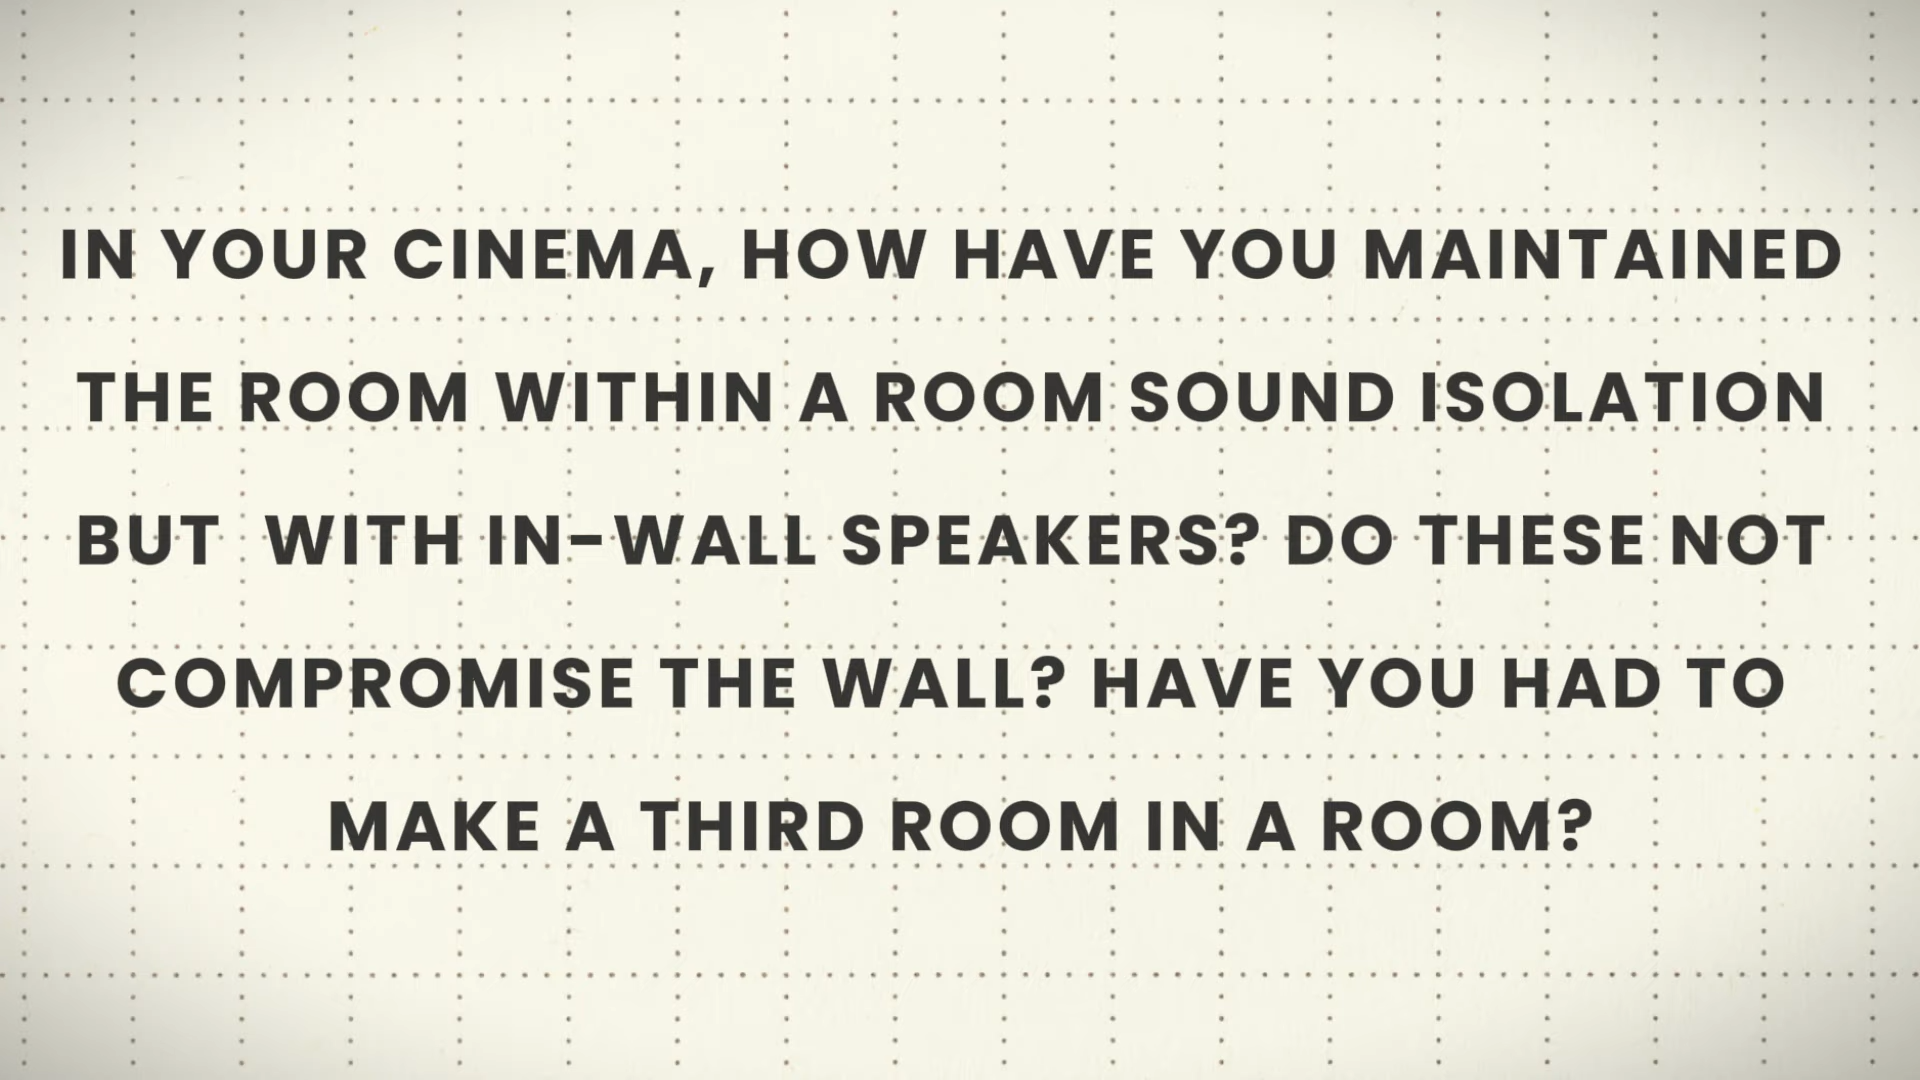 IN YOUR CINEMA, HOW HAVE YOU MAINTAINED
THE ROOM WITHIN A ROOM SOUND ISOLATION
BUT  WITH IN-WALL SPEAKERS? DO THESE NOT
COMPROMISE THE WALL? HAVE YOU HAD TO
MAKE A THIRD ROOM IN A ROOM?